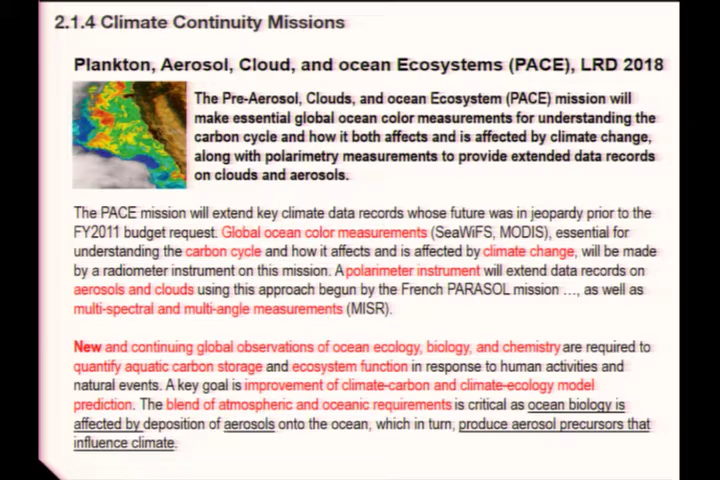 2.1.4 Climate Continuity Missions
Plankton, Aerosol, Cloud, and ocean Ecosystems (PACE), LRD 2018
The Pre-Aerosol, Clouds, and ocean Ecosystem (PACE) mission will
make essential global ocean color measurements for understanding the
carbon cycle and how it both affects and is affected by climate change,
along with polarimetry measurements to provide extended data records
on clouds and aerosols.
The PACE mission will extend key climate data records whose future was in jeopardy prior to the
FY2011 budget request. Global ocean color measurements (SeaWiFS, MODIS), essential for
understanding the carbon cycle and how it affects and is affected by climate change, will be made
by a radiometer instrument on this mission. A polarimeter instrument will extend data records on
aerosols and clouds using this approach begun by the French PARASOL mission …, as well as
multi-spectral and multi-angle measurements (MISR).
New and continuing global observations of ocean ecology, biology, and chemistry are required to
quantify aquatic carbon storage and ecosystem function in response to human activities and
natural events. A key goal is improvement of climate-carbon and climate-ecology model
prediction. The blend of atmospheric and oceanic requirements is critical as ocean biology is
affected by deposition of aerosols onto the ocean, which in turn, produce aerosol precursors that
influence climate.